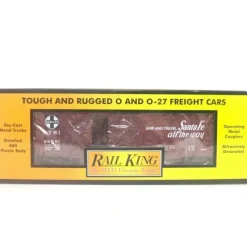 TOUGH AND RUGGED O AND O-27 FREIGHT CARS
Die-Cast
Metal Trucks
Detailed
ABS
Plastic Body
SHIP AND TRAVEL
Santa Fe
all the way
Operating
Metal
Couplers
Attractively
Decorated
RAIL KING